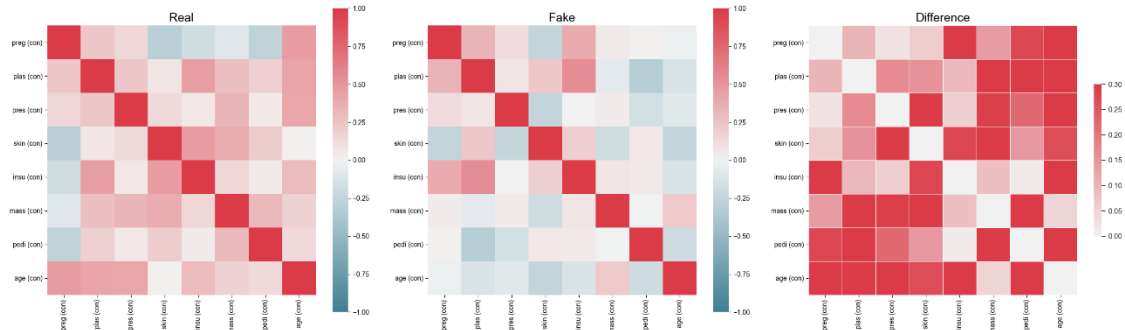 Real
Fake
Difference
preg (con)
plas (con)
pres (con)
skin (con)
insu (con)
mass (con)
pedi (con)
age (con)
preg (con)
plas (con)
pres (con)
skin (con)
insu (con)
mass (con)
pedi (con)
age (con)
1.00
0.75
0.50
0.25
0.00
−0.25
−0.50
−0.75
−1.00
preg (con)
plas (con)
pres (con)
skin (con)
insu (con)
mass (con)
pedi (con)
age (con)
preg (con)
plas (con)
pres (con)
skin (con)
insu (con)
mass (con)
pedi (con)
age (con)
1.00
0.75
0.50
0.25
0.00
−0.25
−0.50
−0.75
−1.00
preg (con)
plas (con)
pres (con)
skin (con)
insu (con)
mass (con)
pedi (con)
age (con)
preg (con)
plas (con)
pres (con)
skin (con)
insu (con)
mass (con)
pedi (con)
age (con)
0.30
0.25
0.20
0.15
0.10
0.05
0.00